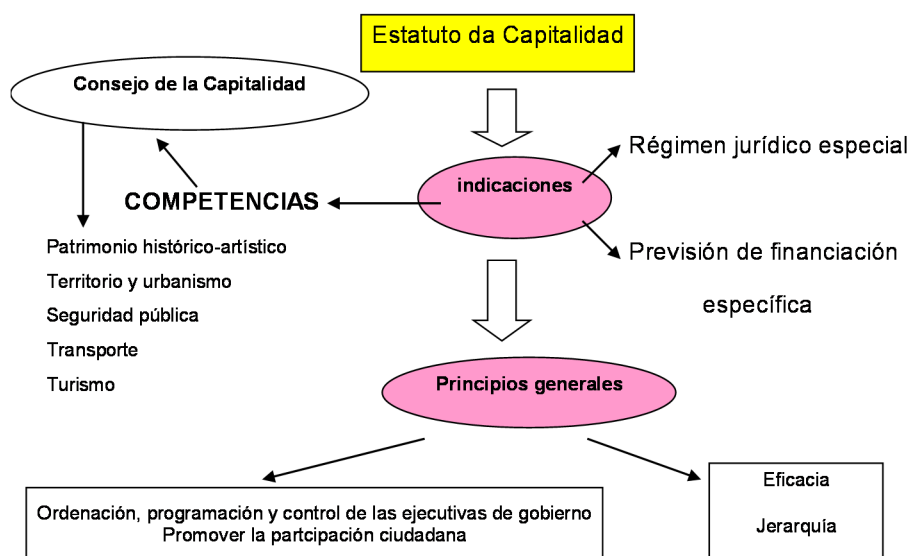 Estatuto da Capitalidad
Consejo de la Capitalidad
Régimen jurídico especial
indicaciones
COMPETENCIAS
Patrimonio histórico-artístico
Territorio y urbanismo
Seguridad pública
Transporte
Turismo
Previsión de financiación
específica
Principios generales
Ordenación, programación y control de las ejecutivas de gobierno
Promover la partcipación ciudadana
Eficacia
Jerarquía